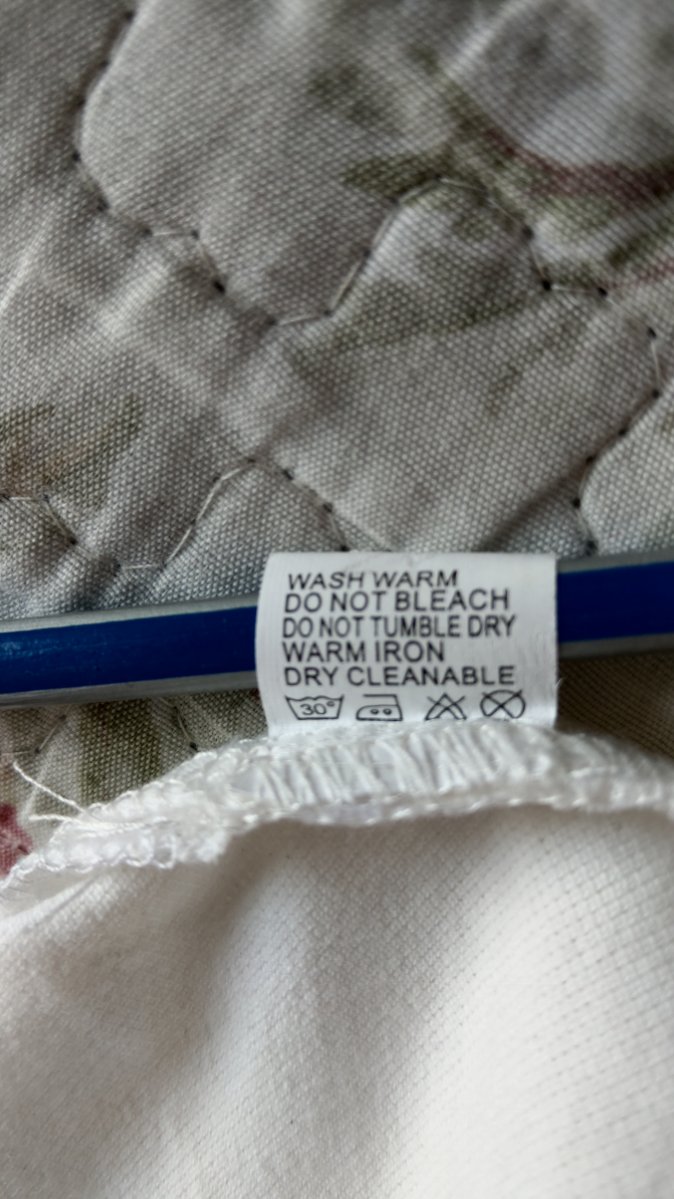 WASH WARM
DO NOT BLEACH
DO NOT TUMBLE DRY
WARM IRON
DRY CLEANABLE
30°